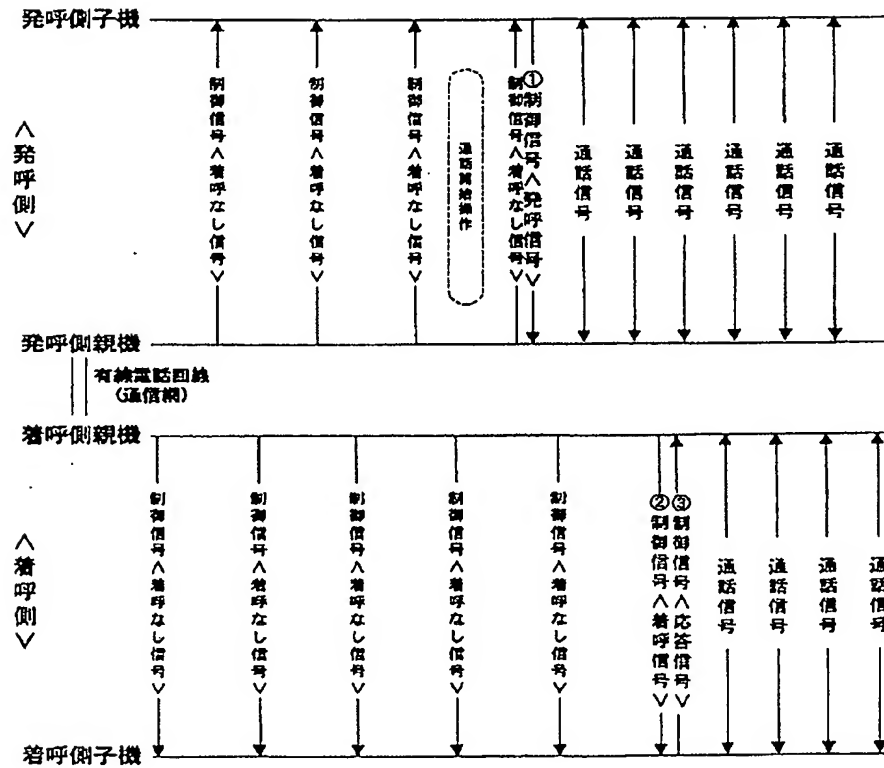 発呼側子機
<発呼側>
制御信号<着呼なし信号>
制御信号<着呼なし信号>
制御信号<着呼なし信号>
通話開始操作
制御信号<着呼なし信号>
①制御信号<発呼信号>
通話信号
通話信号
通話信号
通話信号
通話信号
通話信号
発呼側親機
有線電話回線
(通信網)
着呼側親機
<着呼側>
制御信号<着呼なし信号>
制御信号<着呼なし信号>
制御信号<着呼なし信号>
制御信号<着呼なし信号>
制御信号<着呼なし信号>
②制御信号<着呼信号>
③制御信号<応答信号>
通話信号
通話信号
通話信号
通話信号
着呼側子機